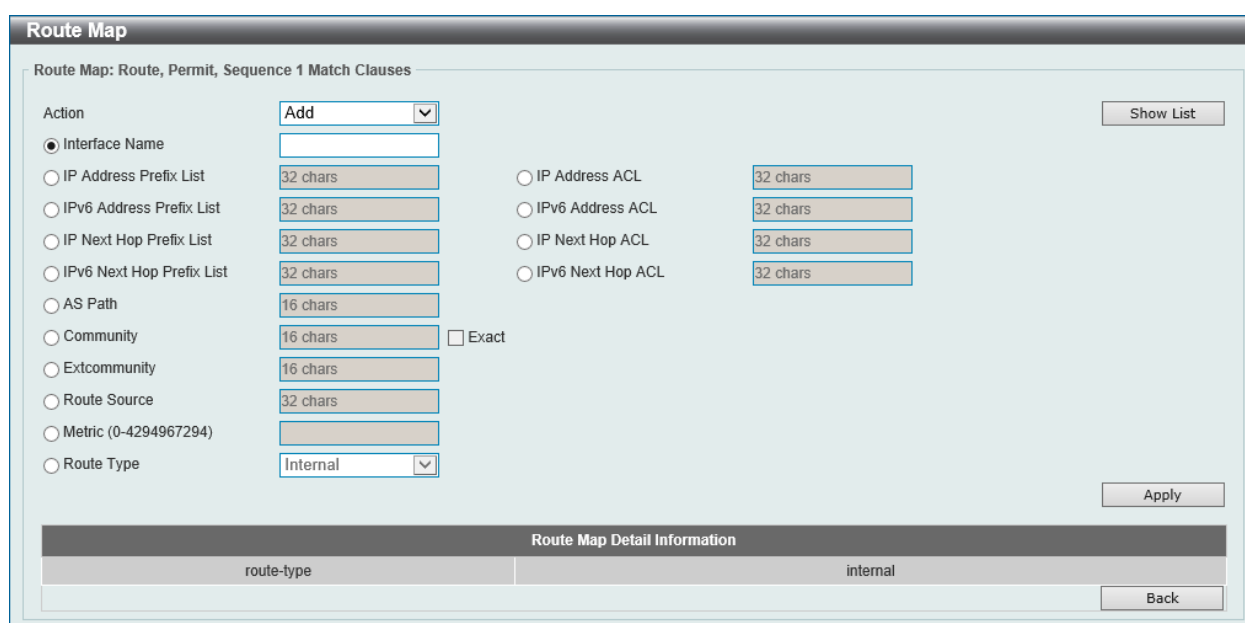 Route Map
Route Map: Route, Permit, Sequence 1 Match Clauses
Action Add Show List
Interface Name
IP Address Prefix List 32 chars IP Address ACL 32 chars
IPv6 Address Prefix List 32 chars IPv6 Address ACL 32 chars
IP Next Hop Prefix List 32 chars IP Next Hop ACL 32 chars
IPv6 Next Hop Prefix List 32 chars IPv6 Next Hop ACL 32 chars
AS Path 16 chars
Community 16 chars Exact
Extcommunity 16 chars
Route Source 32 chars
Metric (0-4294967294)
Route Type Internal
Apply
Route Map Detail Information
route-type internal
Back